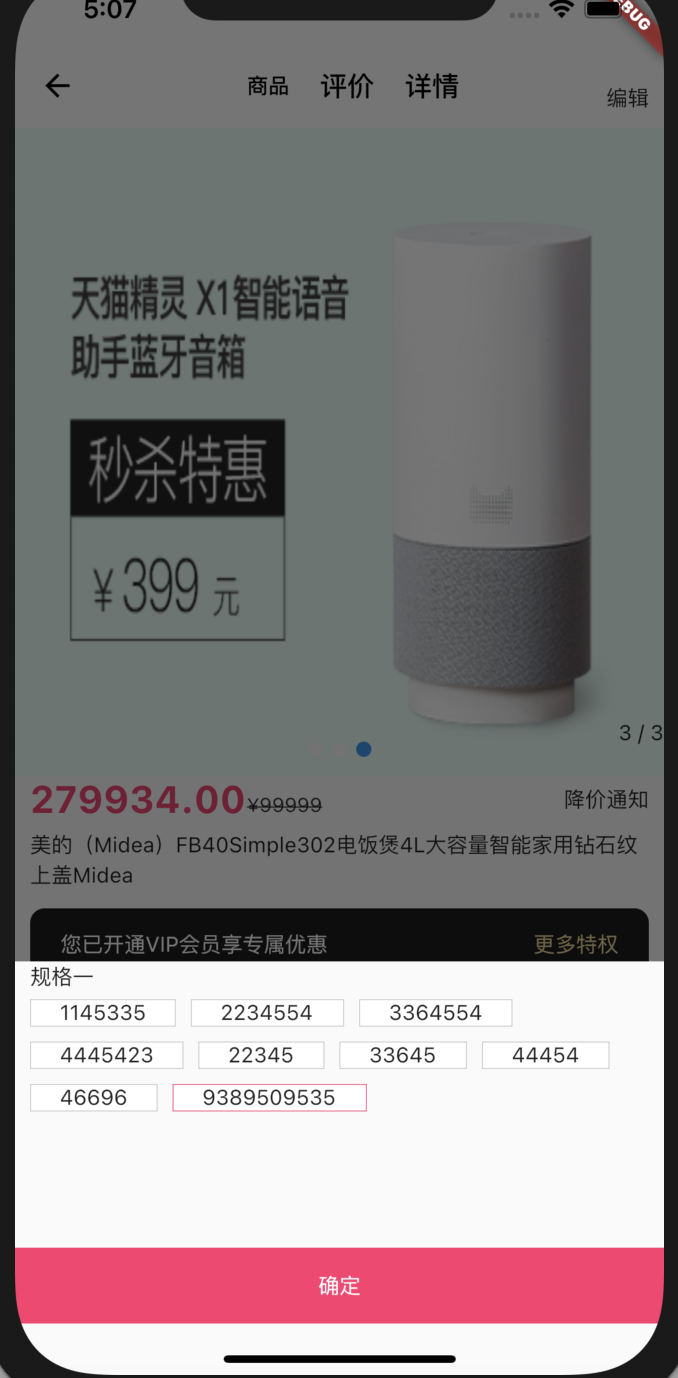 5:07
BUG
商品 评价 详情 编辑
天猫精灵 X1智能语音
助手蓝牙音箱
秒杀特惠
¥399 元
3 / 3
279934.00¥99999 降价通知
美的（Midea）FB40Simple302电饭煲4L大容量智能家用钻石纹
上盖Midea
您已开通VIP会员享专属优惠 更多特权
规格一
1145335 2234554 3364554
4445423 22345 33645 44454
46696 9389509535
确定